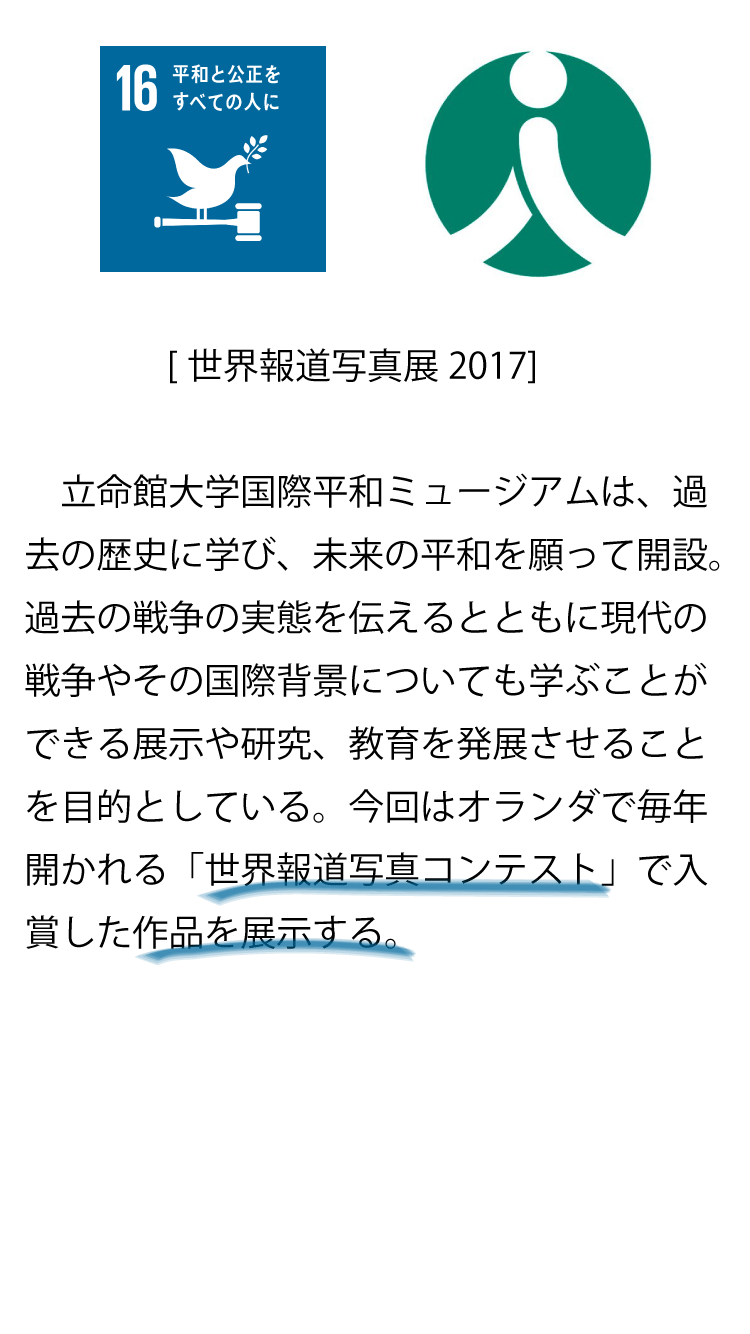 16 平和と公正を
すべての人に
[ 世界報道写真展 2017]
立命館大学国際平和ミュージアムは、過
去の歴史に学び、未来の平和を願って開設。
過去の戦争の実態を伝えるとともに現代の
戦争やその国際背景についても学ぶことが
できる展示や研究、教育を発展させること
を目的としている。今回はオランダで毎年
開かれる「世界報道写真コンテスト」で入
賞した作品を展示する。